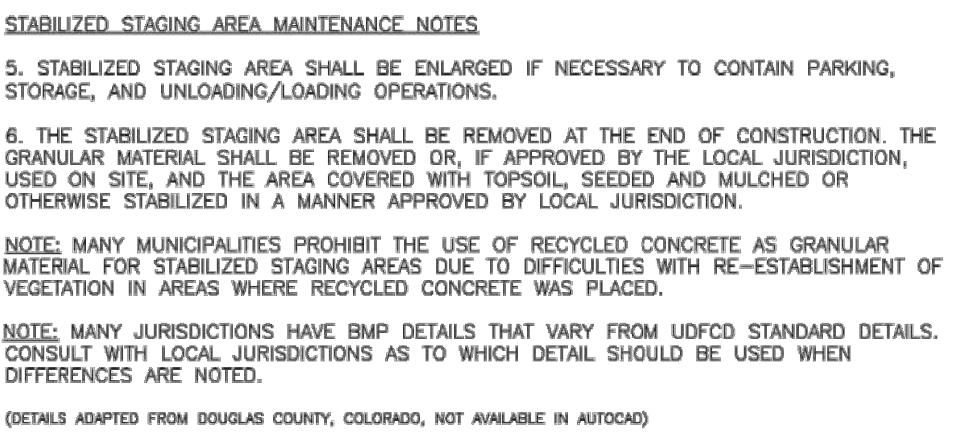 STABILIZED STAGING AREA MAINTENANCE NOTES
5. STABILIZED STAGING AREA SHALL BE ENLARGED IF NECESSARY TO CONTAIN PARKING,
STORAGE, AND UNLOADING/LOADING OPERATIONS.
6. THE STABILIZED STAGING AREA SHALL BE REMOVED AT THE END OF CONSTRUCTION. THE
GRANULAR MATERIAL SHALL BE REMOVED OR, IF APPROVED BY THE LOCAL JURISDICTION,
USED ON SITE, AND THE AREA COVERED WITH TOPSOIL, SEEDED AND MULCHED OR
OTHERWISE STABILIZED IN A MANNER APPROVED BY LOCAL JURISDICTION.
NOTE: MANY MUNICIPALITIES PROHIBIT THE USE OF RECYCLED CONCRETE AS GRANULAR
MATERIAL FOR STABILIZED STAGING AREAS DUE TO DIFFICULTIES WITH RE-ESTABLISHMENT OF
VEGETATION IN AREAS WHERE RECYCLED CONCRETE WAS PLACED.
NOTE: MANY JURISDICTIONS HAVE BMP DETAILS THAT VARY FROM UDFCD STANDARD DETAILS.
CONSULT WITH LOCAL JURISDICTIONS AS TO WHICH DETAIL SHOULD BE USED WHEN
DIFFERENCES ARE NOTED.
(DETAILS ADAPTED FROM DOUGLAS COUNTY, COLORADO, NOT AVAILABLE IN AUTOCAD)